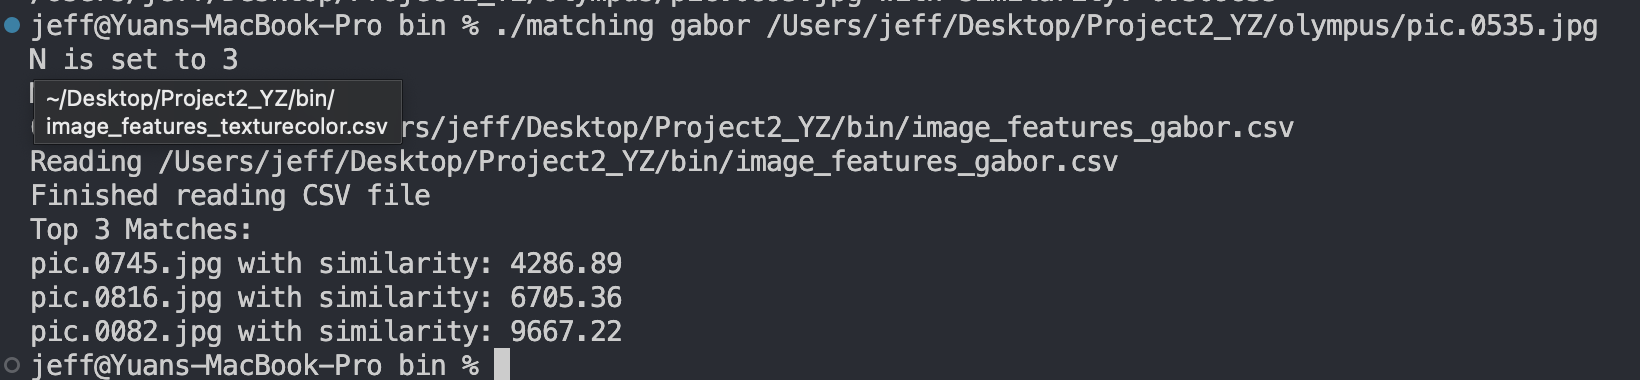 jeff@Yuans-MacBook-Pro bin % ./matching gabor /Users/jeff/Desktop/Project2_YZ/olympus/pic.0535.jpg
N is set to 3
~/Desktop/Project2_YZ/bin/
image_features_texturecolor.csv
rs/jeff/Desktop/Project2_YZ/bin/image_features_gabor.csv
Reading /Users/jeff/Desktop/Project2_YZ/bin/image_features_gabor.csv
Finished reading CSV file
Top 3 Matches:
pic.0745.jpg with similarity: 4286.89
pic.0816.jpg with similarity: 6705.36
pic.0082.jpg with similarity: 9667.22
jeff@Yuans-MacBook-Pro bin %